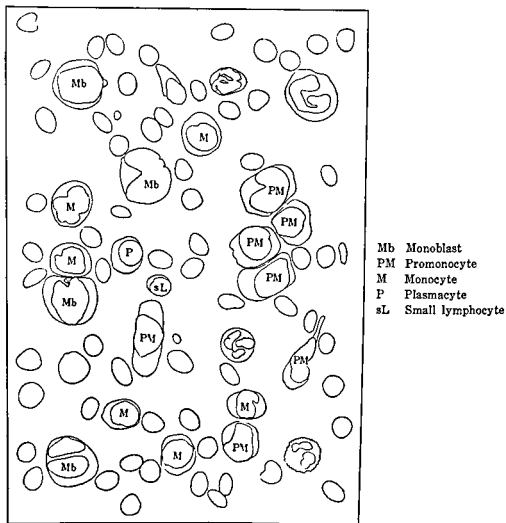 Mb
M
Mb
PM
M
PM
P
PM
M
PM
sL
Mb
PM
PM
M
M
PM
M
Mb
Mb Monoblast
PM Promonocyte
M Monocyte
P Plasmacyte
sL Small lymphocyte